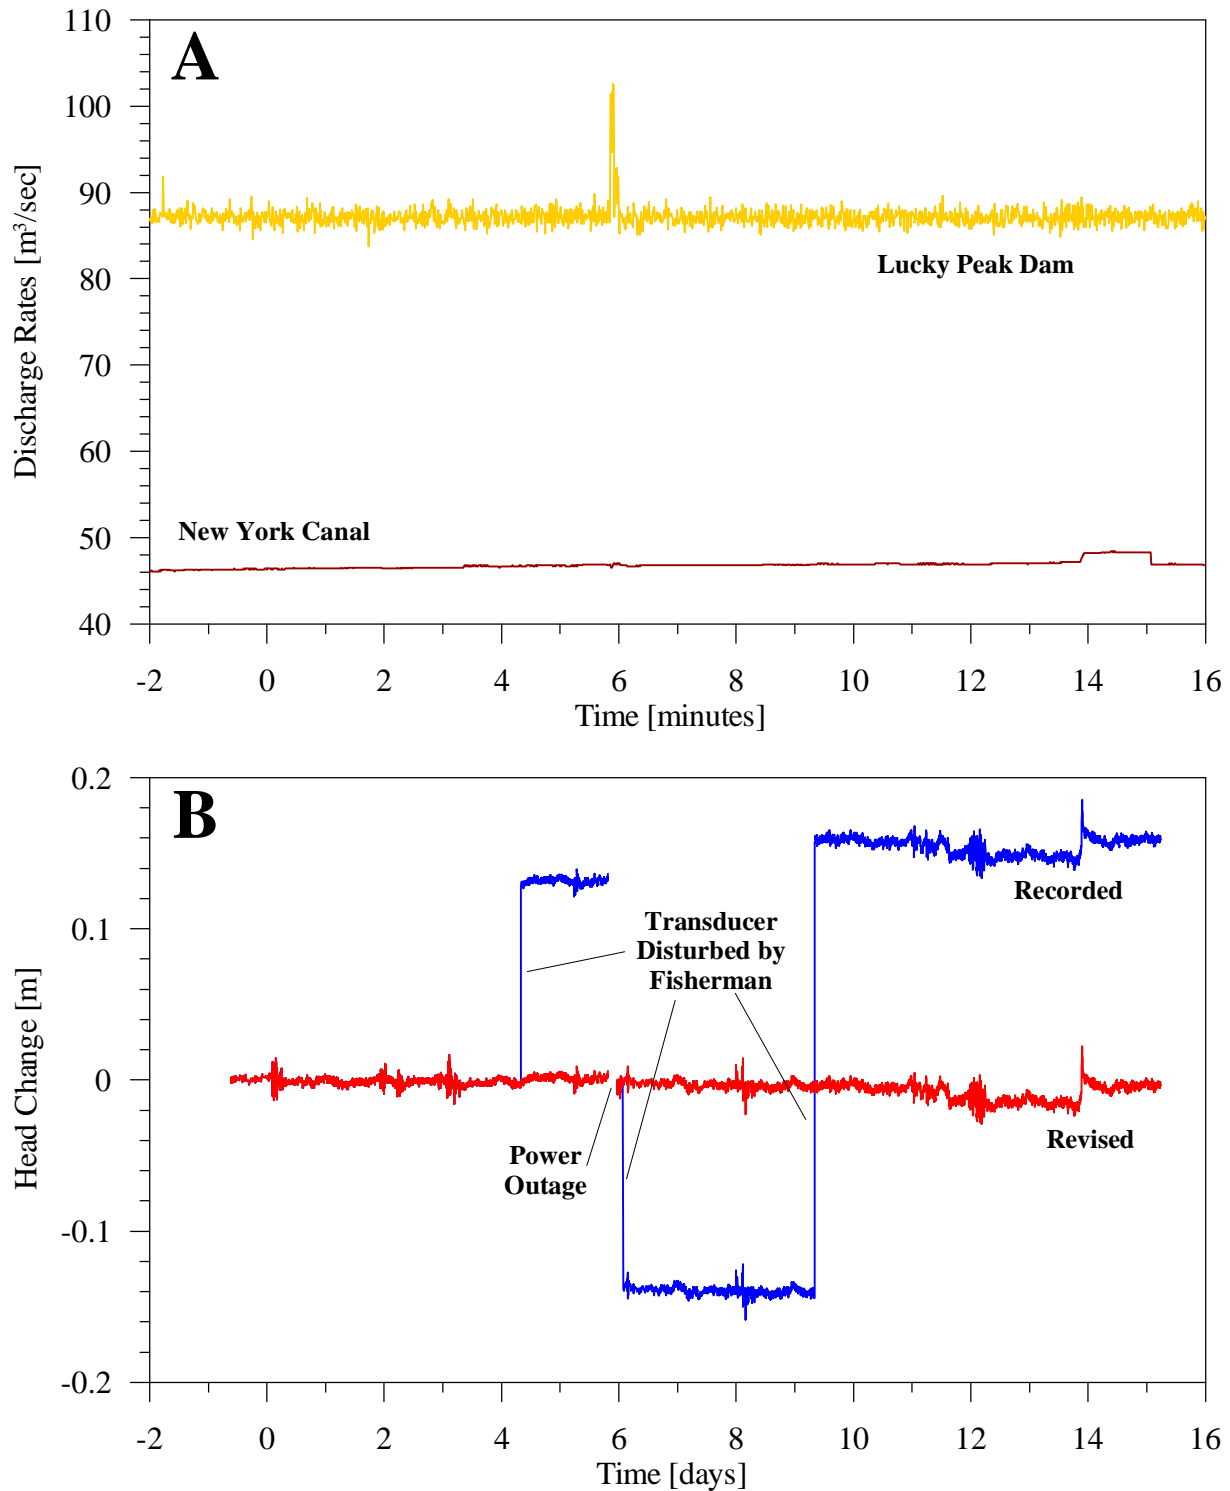 A
110
100
90
80
70
60
50
40
Discharge Rates [m³/sec]
Lucky Peak Dam
New York Canal
-2 0 2 4 6 8 10 12 14 16
Time [minutes]
B
0.2
0.1
0
-0.1
-0.2
Head Change [m]
Transducer
Disturbed by
Fisherman
Recorded
Revised
Power
Outage
-2 0 2 4 6 8 10 12 14 16
Time [days]